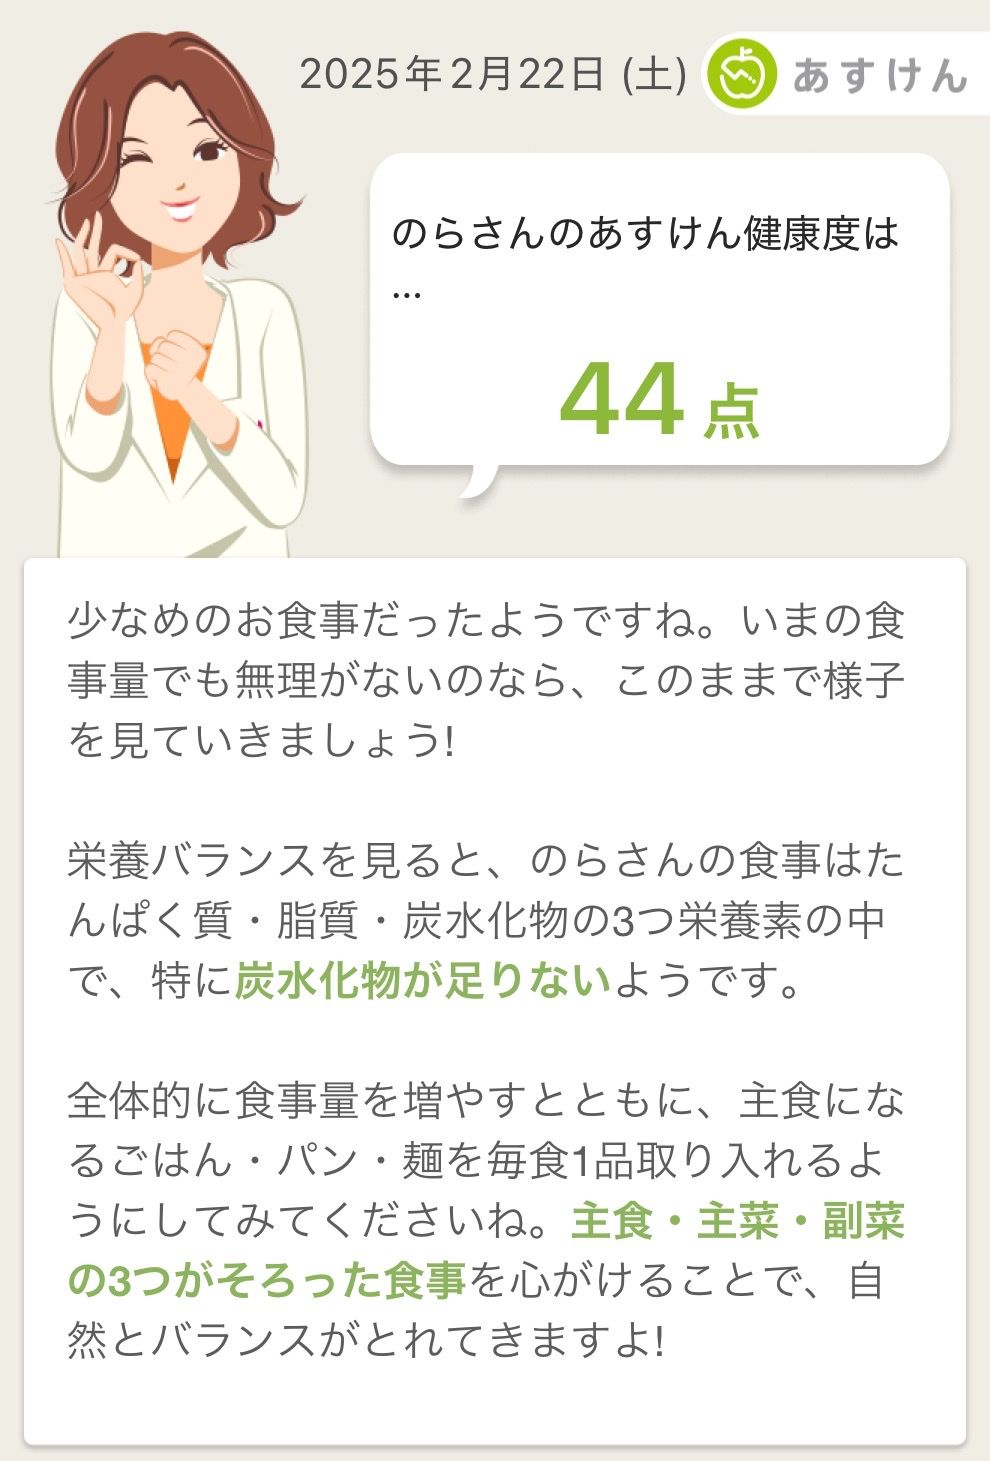 2025年2月22日 (土)
あすけん
のらさんのあすけん健康度は
...
44点
少なめのお食事だったようですね。いまの食
事量でも無理がないのなら、このままで様子
を見ていきましょう!
栄養バランスを見ると、のらさんの食事はた
んぱく質・脂質・炭水化物の3つ栄養素の中
で、特に炭水化物が足りないようです。
全体的に食事量を増やすとともに、主食にな
るごはん・パン・麺を毎食1品取り入れるよ
うにしてみてくださいね。主食・主菜・副菜
の3つがそろった食事を心がけることで、自
然とバランスがとれてきますよ!